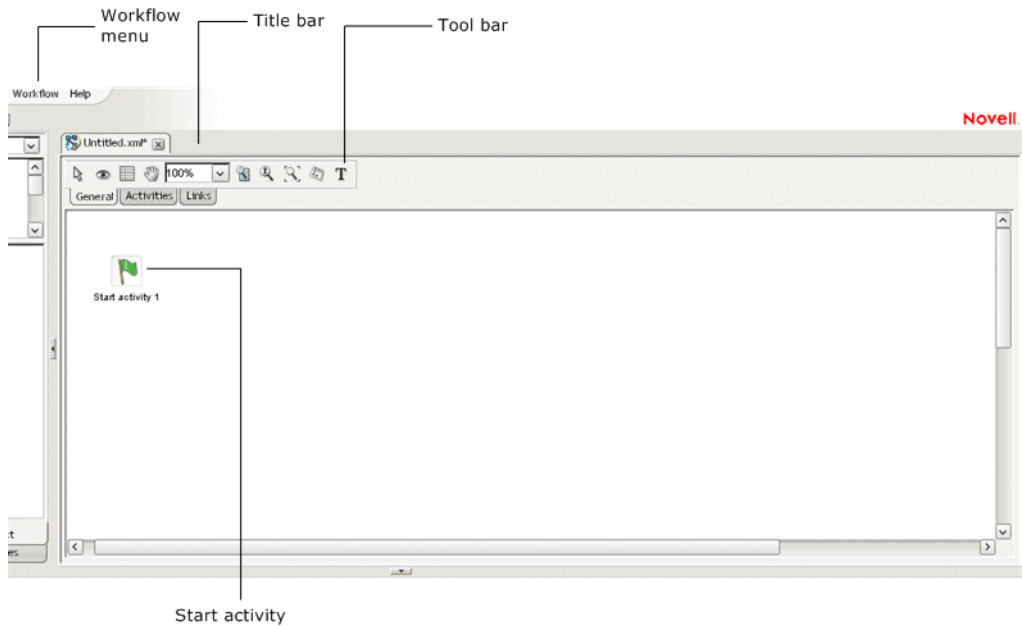 Workflow
menu
Title bar
Tool bar
Workflow Help
Novell
Untitled.xml*
100%
T
General Activities Links
Start activity 1
Start activity